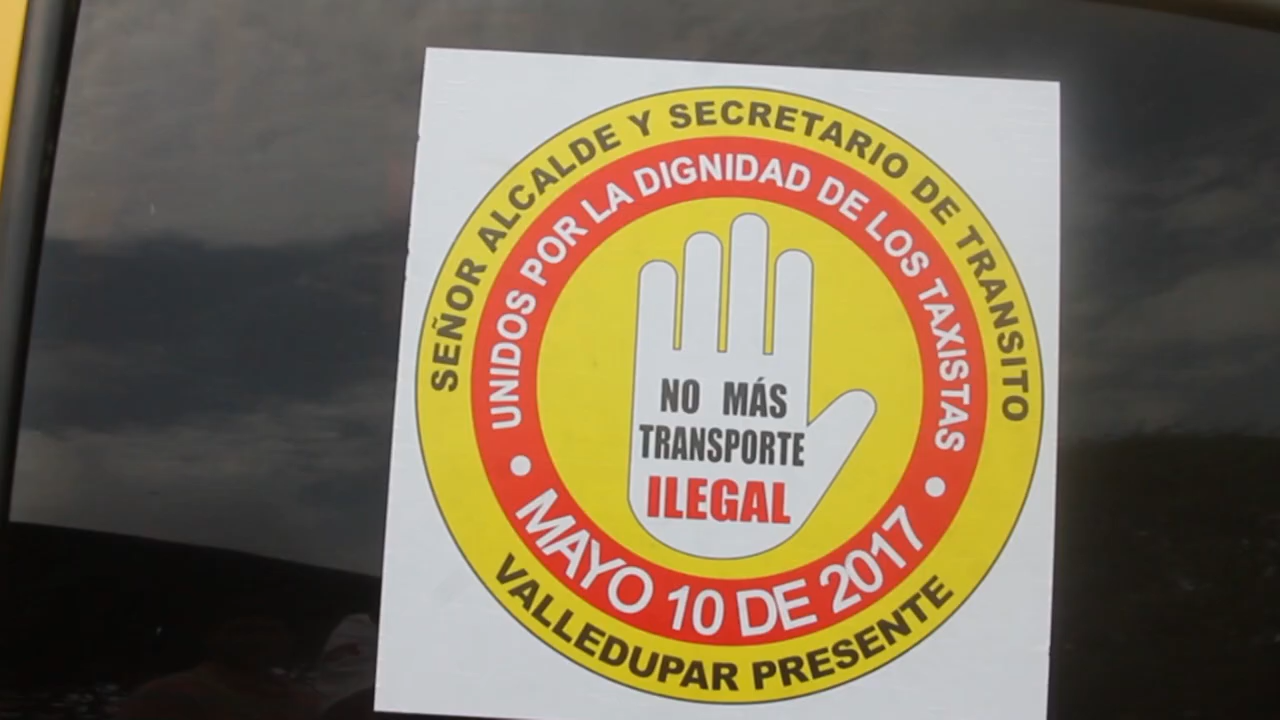 SEÑOR ALCALDE Y SECRETARIO DE TRANSITO
UNIDOS POR LA DIGNIDAD DE LOS TAXISTAS
NO MÁS
TRANSPORTE
ILEGAL
• MAYO 10 DE 2017 •
VALLEDUPAR PRESENTE